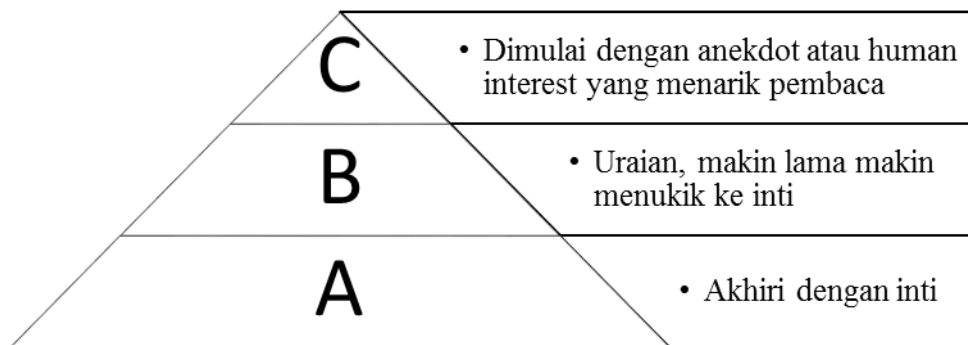 C
• Dimulai dengan anekdot atau human
interest yang menarik pembaca
B
• Uraian, makin lama makin
menukik ke inti
A
• Akhiri dengan inti